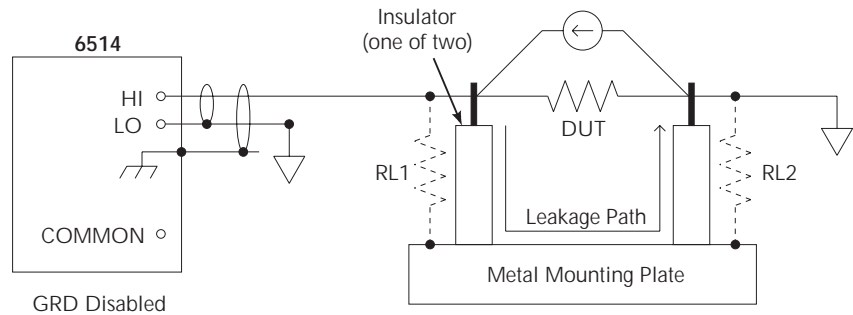 Insulator
(one of two)
6514
HI
LO
DUT
RL1
RL2
Leakage Path
COMMON
Metal Mounting Plate
GRD Disabled